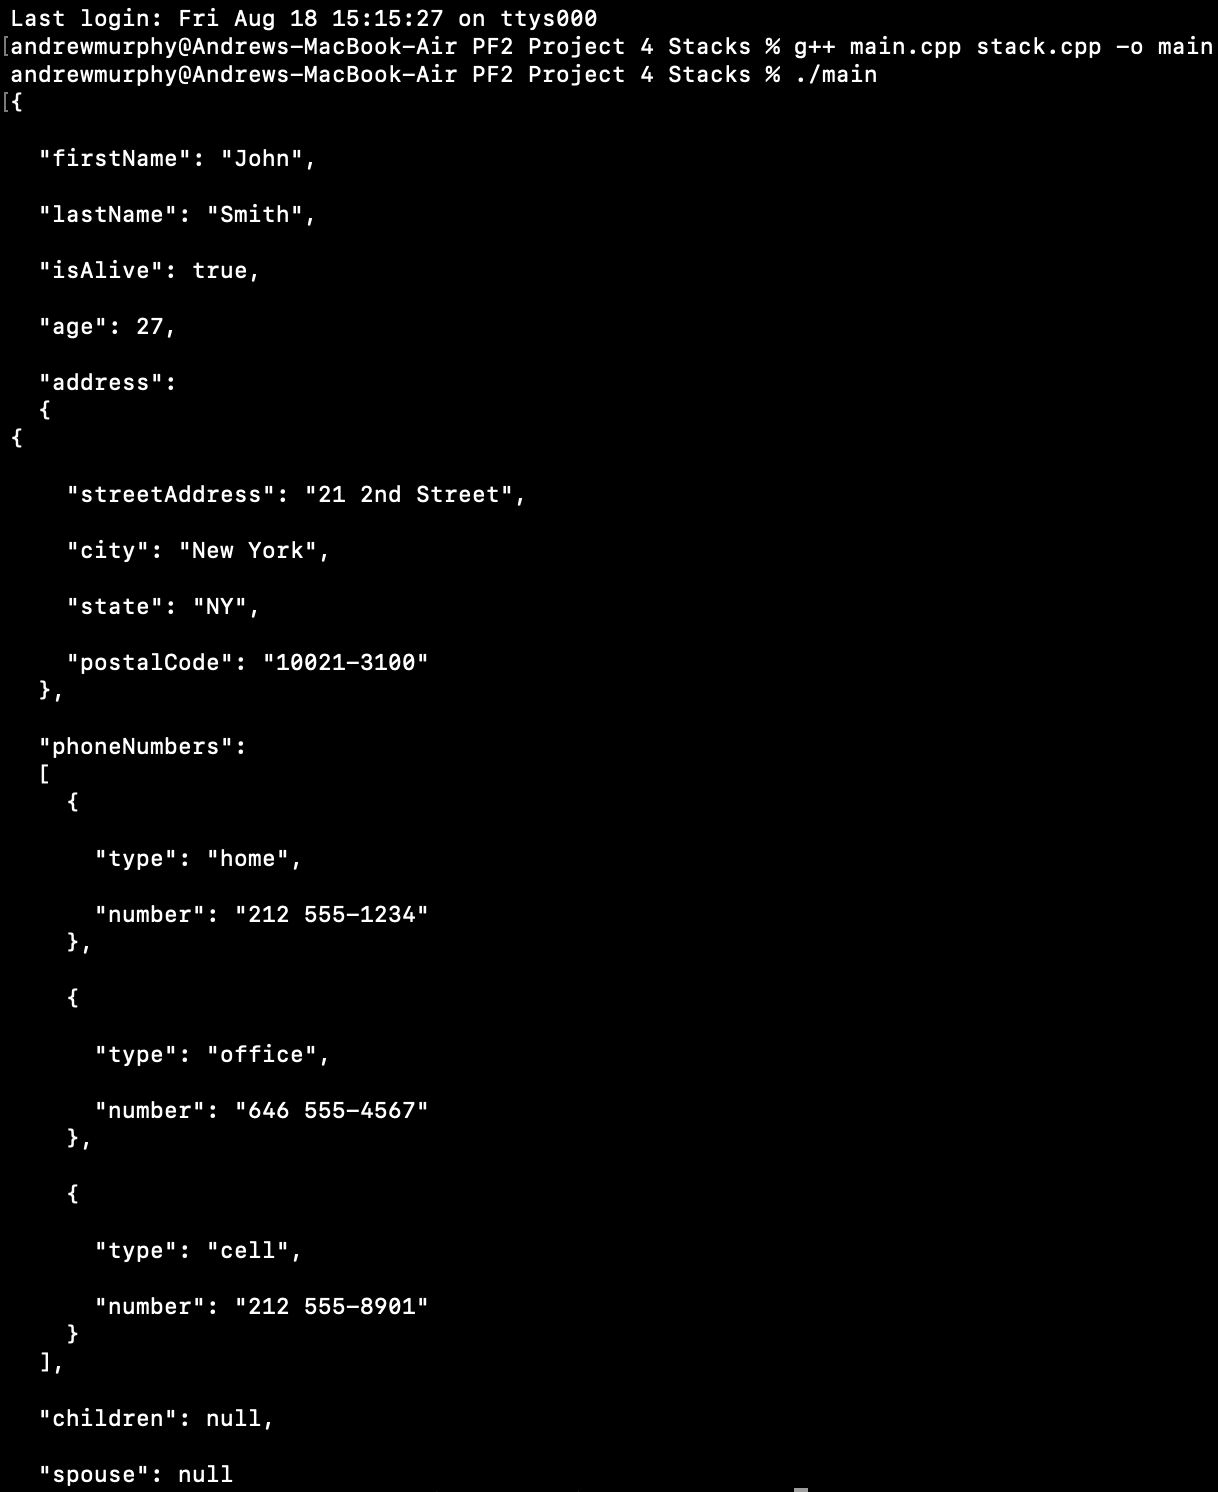 Last login: Fri Aug 18 15:15:27 on ttys000
[andrewmurphy@Andrews-MacBook-Air PF2 Project 4 Stacks % g++ main.cpp stack.cpp -o main
andrewmurphy@Andrews-MacBook-Air PF2 Project 4 Stacks % ./main
[{
  "firstName": "John",
  "lastName": "Smith",
  "isAlive": true,
  "age": 27,
  "address":
  {
{
    "streetAddress": "21 2nd Street",
    "city": "New York",
    "state": "NY",
    "postalCode": "10021-3100"
  },
  "phoneNumbers":
  [
    {
      "type": "home",
      "number": "212 555-1234"
    },
    {
      "type": "office",
      "number": "646 555-4567"
    },
    {
      "type": "cell",
      "number": "212 555-8901"
    }
  ],
  "children": null,
  "spouse": null